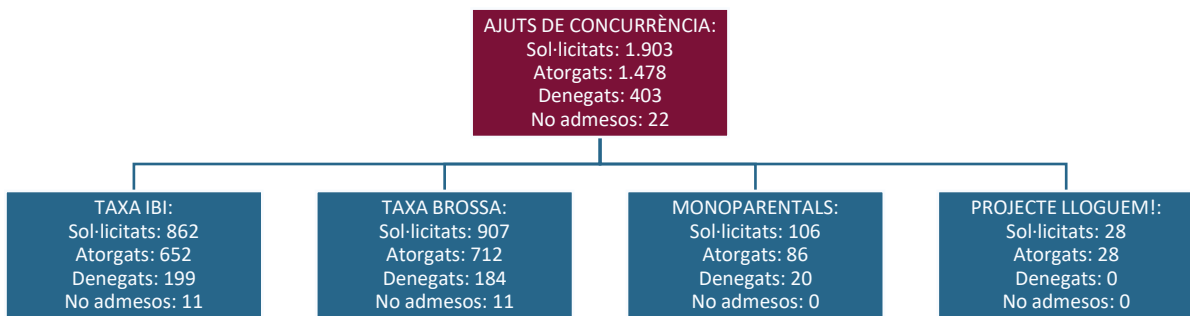 AJUTS DE CONCURRÈNCIA:
Sol·licitats: 1.903
Atorgats: 1.478
Denegats: 403
No admesos: 22
TAXA IBI:
Sol·licitats: 862
Atorgats: 652
Denegats: 199
No admesos: 11
TAXA BROSSA:
Sol·licitats: 907
Atorgats: 712
Denegats: 184
No admesos: 11
MONOPARENTALS:
Sol·licitats: 106
Atorgats: 86
Denegats: 20
No admesos: 0
PROJECTE LLOGUEM!:
Sol·licitats: 28
Atorgats: 28
Denegats: 0
No admesos: 0